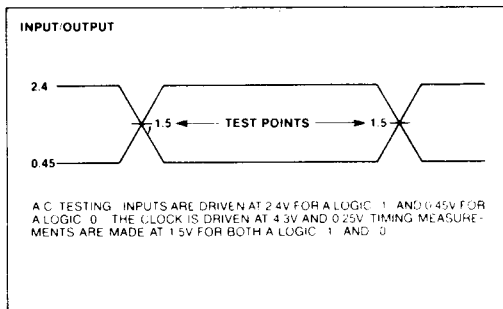 INPUT/OUTPUT
2.4
1.5 TEST POINTS 1.5
0.45
A C TESTING INPUTS ARE DRIVEN AT 2.4V FOR A LOGIC 1 AND 0.45V FOR
A LOGIC 0 THE CLOCK IS DRIVEN AT 4.3V AND 0.25V TIMING MEASURE-
MENTS ARE MADE AT 1.5V FOR BOTH A LOGIC 1 AND 0